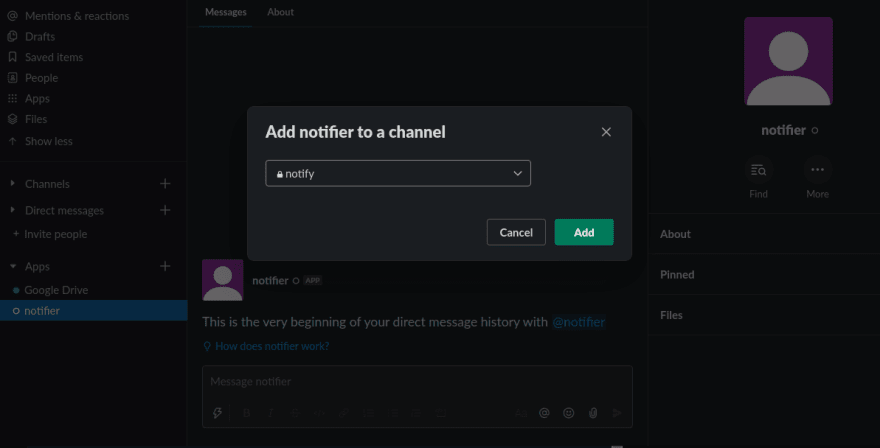 Mentions & reactions
Drafts
Saved items
People
Apps
Files
Show less
Channels
Direct messages
+ Invite people
Apps
Google Drive
notifier
Messages About
Add notifier to a channel
notify
Cancel Add
notifier APP
This is the very beginning of your direct message history with @notifier
How does notifier work?
Message notifier
notifier
Find More
About
Pinned
Files